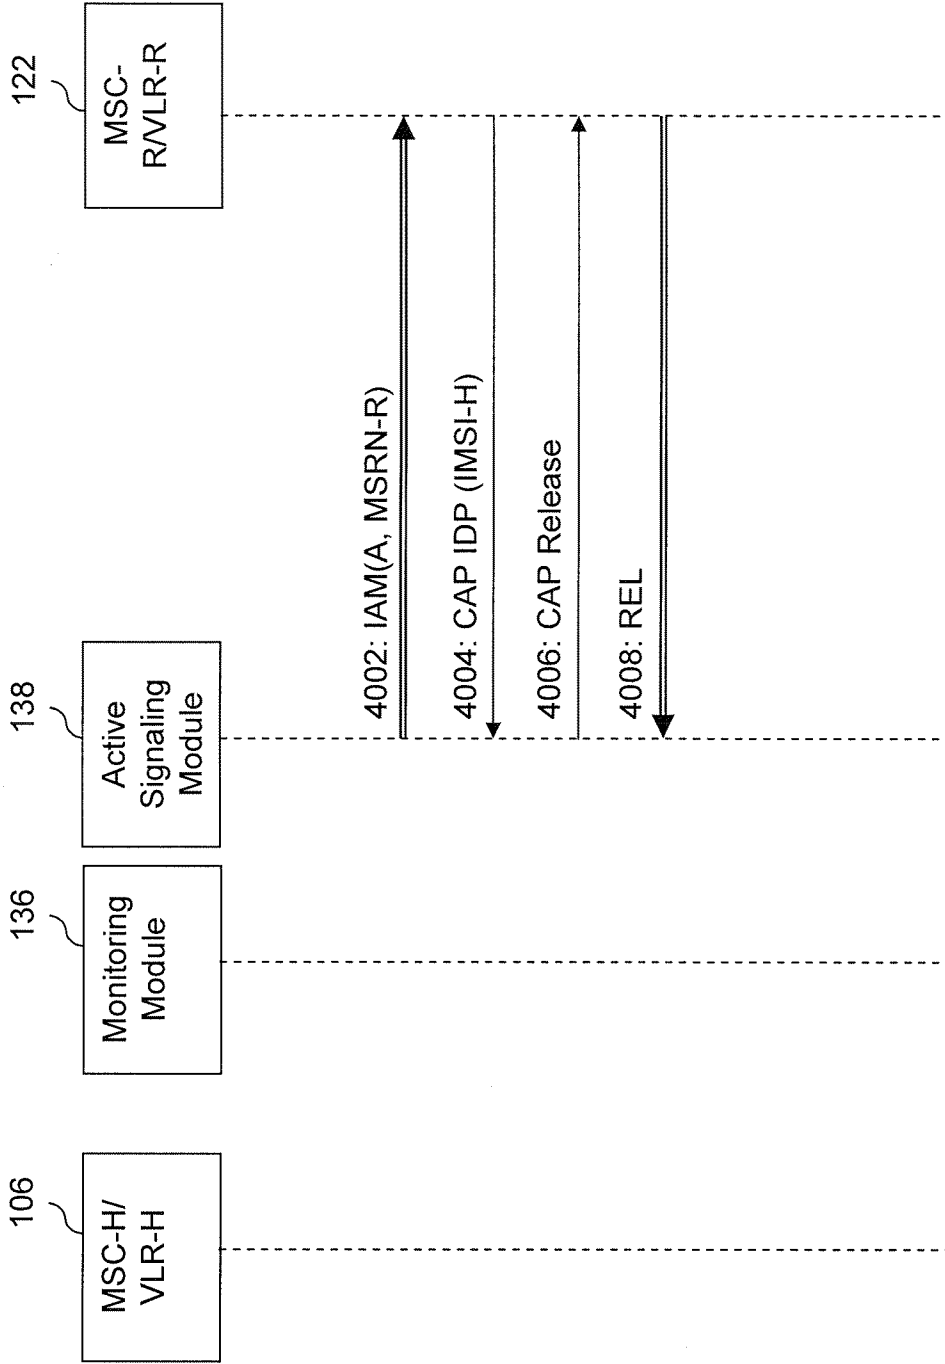 106
MSC-H/
VLR-H
136
Monitoring
Module
138
Active
Signaling
Module
122
MSC-
R/VLR-R
4002: IAM(A, MSRN-R)
4004: CAP IDP (IMSI-H)
4006: CAP Release
4008: REL